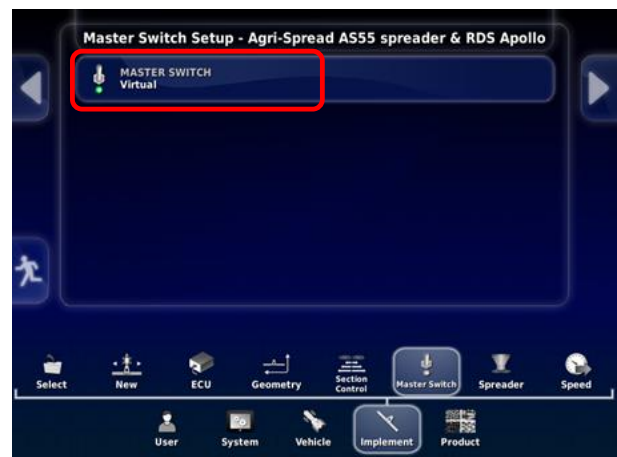 Master Switch Setup - Agri-Spread AS55 spreader & RDS Apollo
MASTER SWITCH
Virtual
Select
New
ECU
Geometry
Section
Control
Master Switch
Spreader
Speed
User
System
Vehicle
Implement
Product